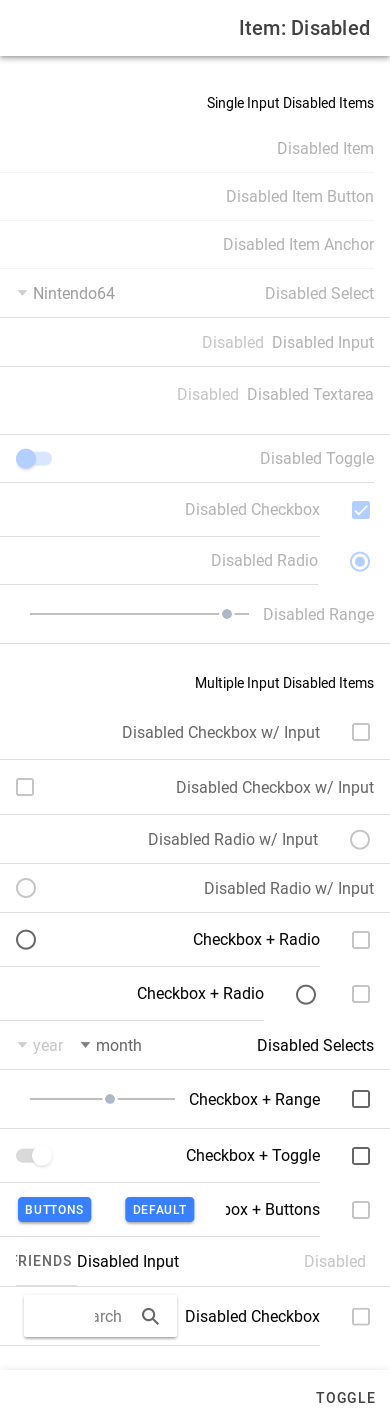 Item: Disabled
Single Input Disabled Items
Disabled Item
Disabled Item Button
Disabled Item Anchor
Disabled Select Nintendo64
Disabled Input Disabled
Disabled Textarea Disabled
Disabled Toggle
Disabled Checkbox
Disabled Radio
Disabled Range
Multiple Input Disabled Items
Disabled Checkbox w/ Input
Disabled Checkbox w/ Input
Disabled Radio w/ Input
Disabled Radio w/ Input
Checkbox + Radio
Checkbox + Radio
Disabled Selects month year
Checkbox + Range
Checkbox + Toggle
box + Buttons DEFAULT BUTTONS
Disabled Disabled Input FRIENDS
Disabled Checkbox arch
TOGGLE